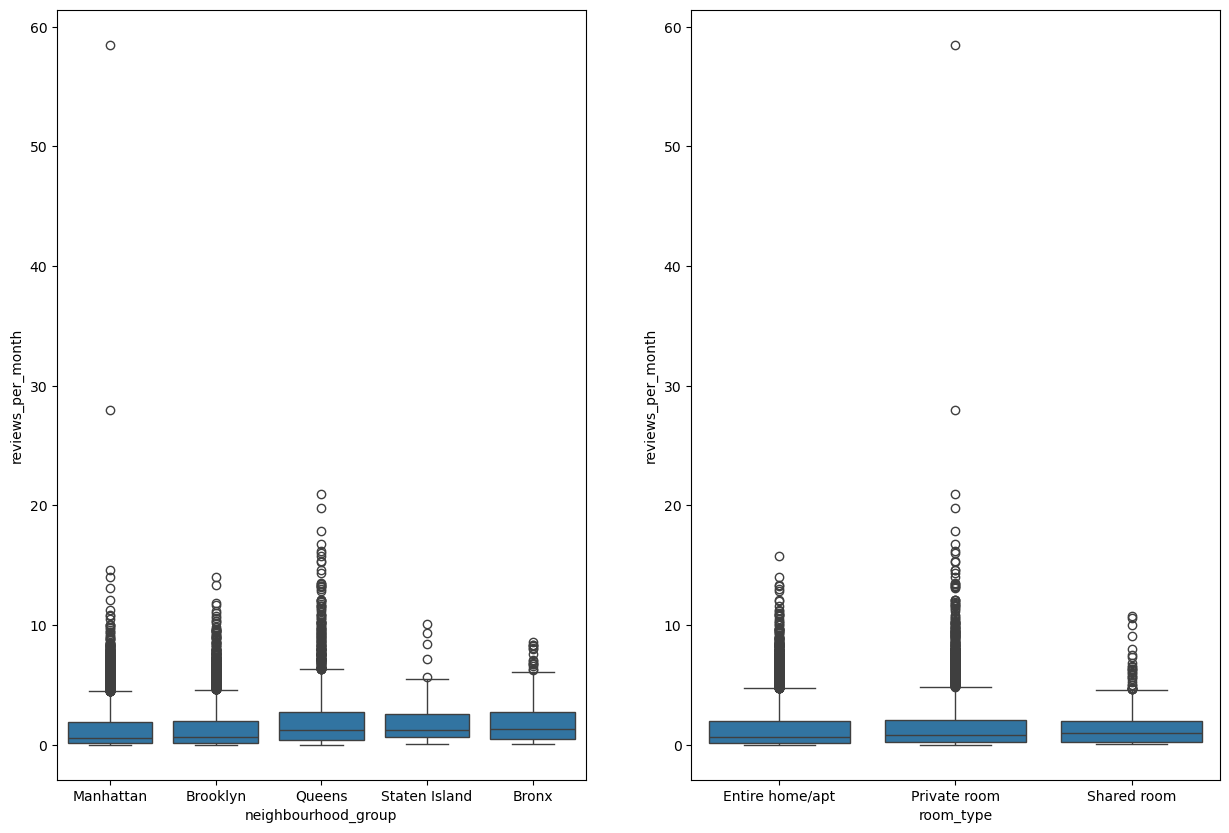 60
50
40
30
20
10
0
reviews_per_month
Manhattan Brooklyn Queens Staten Island Bronx
neighbourhood_group
60
50
40
30
20
10
0
reviews_per_month
Entire home/apt Private room Shared room
room_type